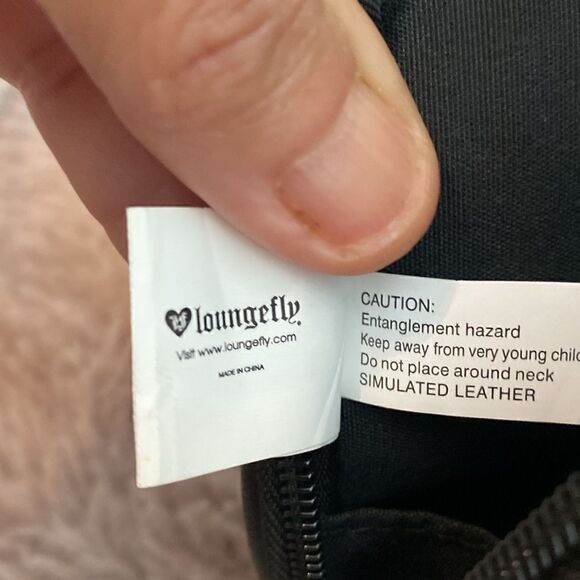 loungefly
Visit www.loungefly.com
MADE IN CHINA
CAUTION:
Entanglement hazard
Keep away from very young
Do not place around neck
SIMULATED LEATHER